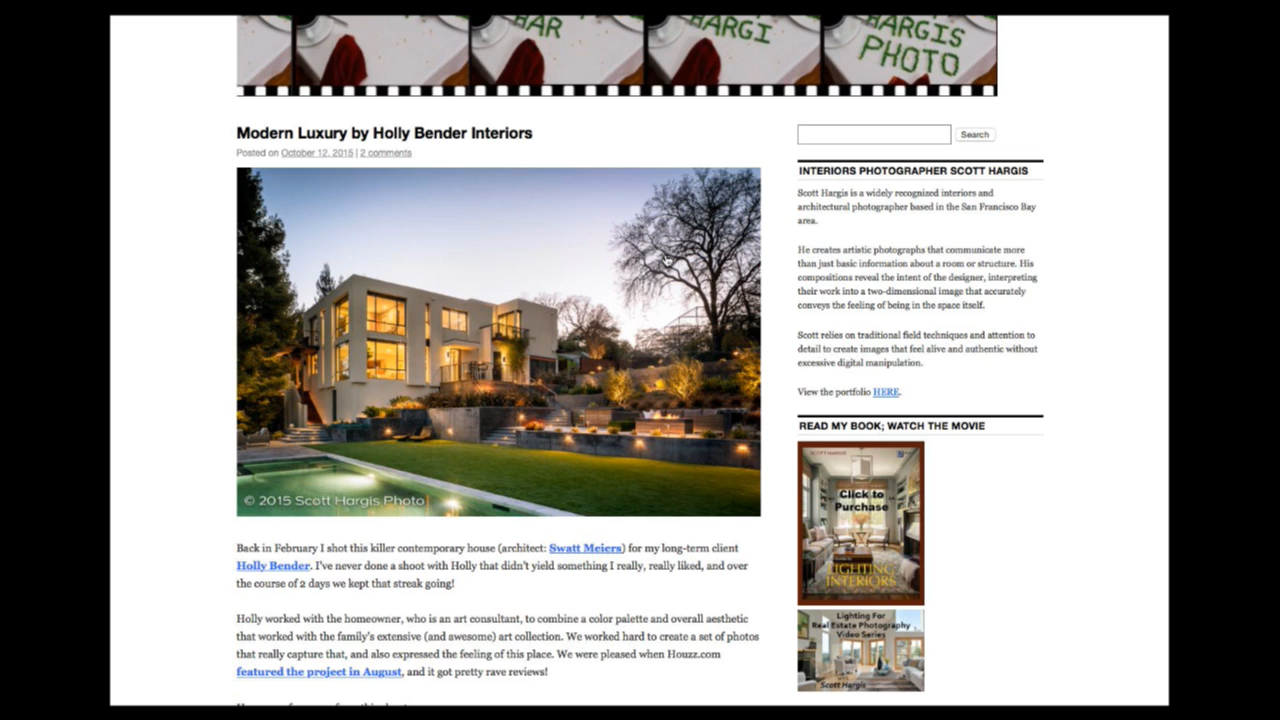 HAR
HARGI
HARGIS
PHOTO
Modern Luxury by Holly Bender Interiors
Posted on October 12, 2015 | 2 comments
© 2015 Scott Hargis Photo
Back in February I shot this killer contemporary house (architect: Swatt Meiers) for my long-term client
Holly Bender. I've never done a shoot with Holly that didn't yield something I really, really liked, and over
the course of 2 days we kept that streak going!
Holly worked with the homeowner, who is an art consultant, to combine a color palette and overall aesthetic
that worked with the family's extensive (and awesome) art collection. We worked hard to create a set of photos
that really capture that, and also expressed the feeling of this place. We were pleased when Houzz.com
featured the project in August, and it got pretty rave reviews!
Search
INTERIORS PHOTOGRAPHER SCOTT HARGIS
Scott Hargis is a widely recognized interiors and
architectural photographer based in the San Francisco Bay
area.
He creates artistic photographs that communicate more
than just basic information about a room or structure. His
compositions reveal the intent of the designer, interpreting
their work into a two-dimensional image that accurately
conveys the feeling of being in the space itself.
Scott relies on traditional field techniques and attention to
detail to create images that feel alive and authentic without
excessive digital manipulation.
View the portfolio HERE.
READ MY BOOK; WATCH THE MOVIE
SCOTT HARGIS
Click to
Purchase
LIGHTING
INTERIORS
Lighting For
Real Estate Photography
Video Series
Scott Hargis